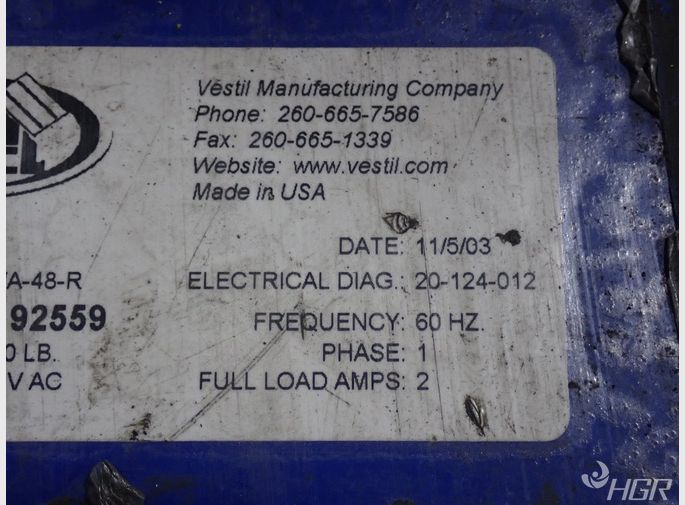 Vestil Manufacturing Company
Phone: 260-665-7586
Fax: 260-665-1339
Website: www.vestil.com
Made in USA
DATE: 11/5/03
A-48-R ELECTRICAL DIAG.: 20-124-012
92559 FREQUENCY: 60 HZ.
0 LB. PHASE: 1
V AC FULL LOAD AMPS: 2
HGR